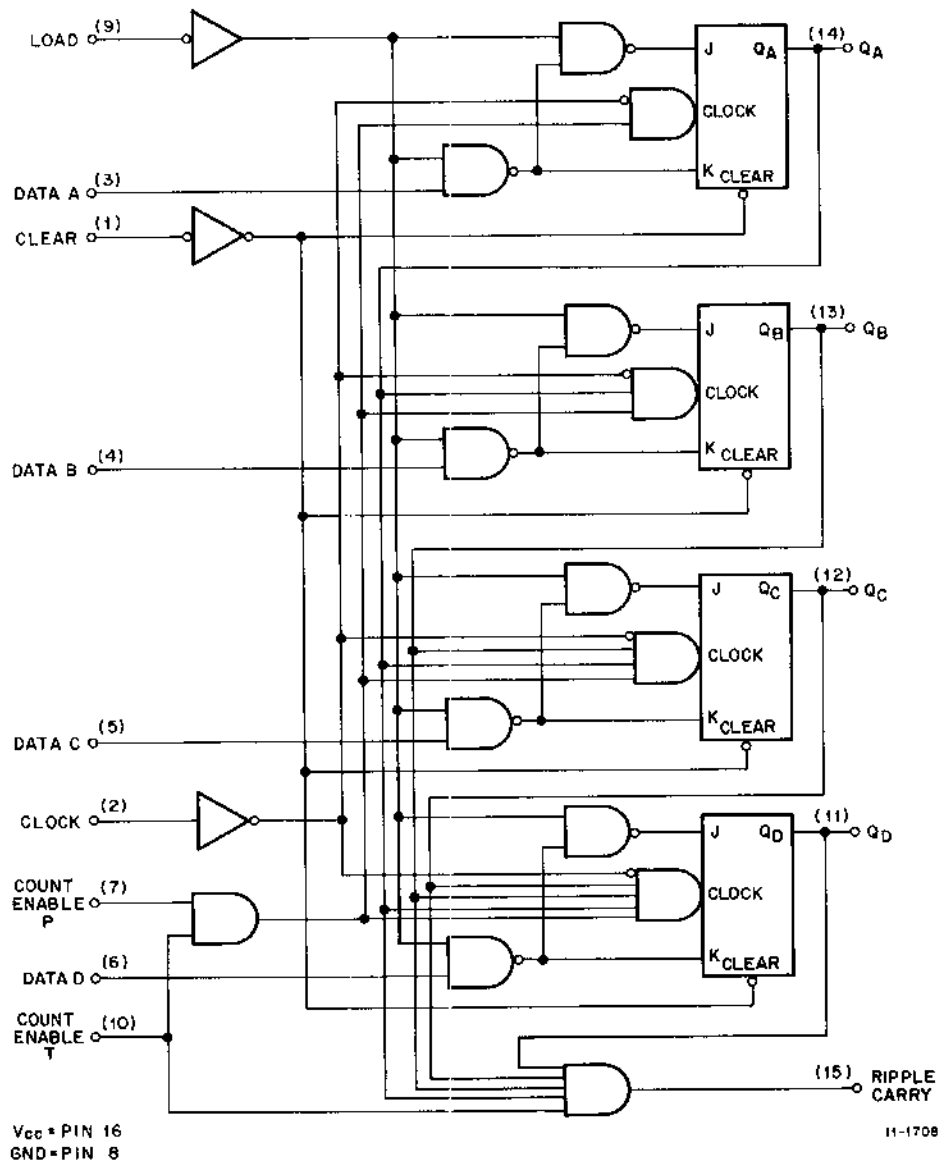 LOAD (9)
J QA (14) QA
CLOCK
K CLEAR
DATA A (3)
CLEAR (1)
J QB (13) QB
CLOCK
K CLEAR
DATA B (4)
J QC (12) QC
CLOCK
K CLEAR
DATA C (5)
CLOCK (2)
J QD (11) QD
CLOCK
K CLEAR
COUNT
ENABLE (7)
P
DATA D (6)
COUNT
ENABLE (10)
T
(15) RIPPLE
CARRY
Vcc = PIN 16
GND = PIN 8
11-1708